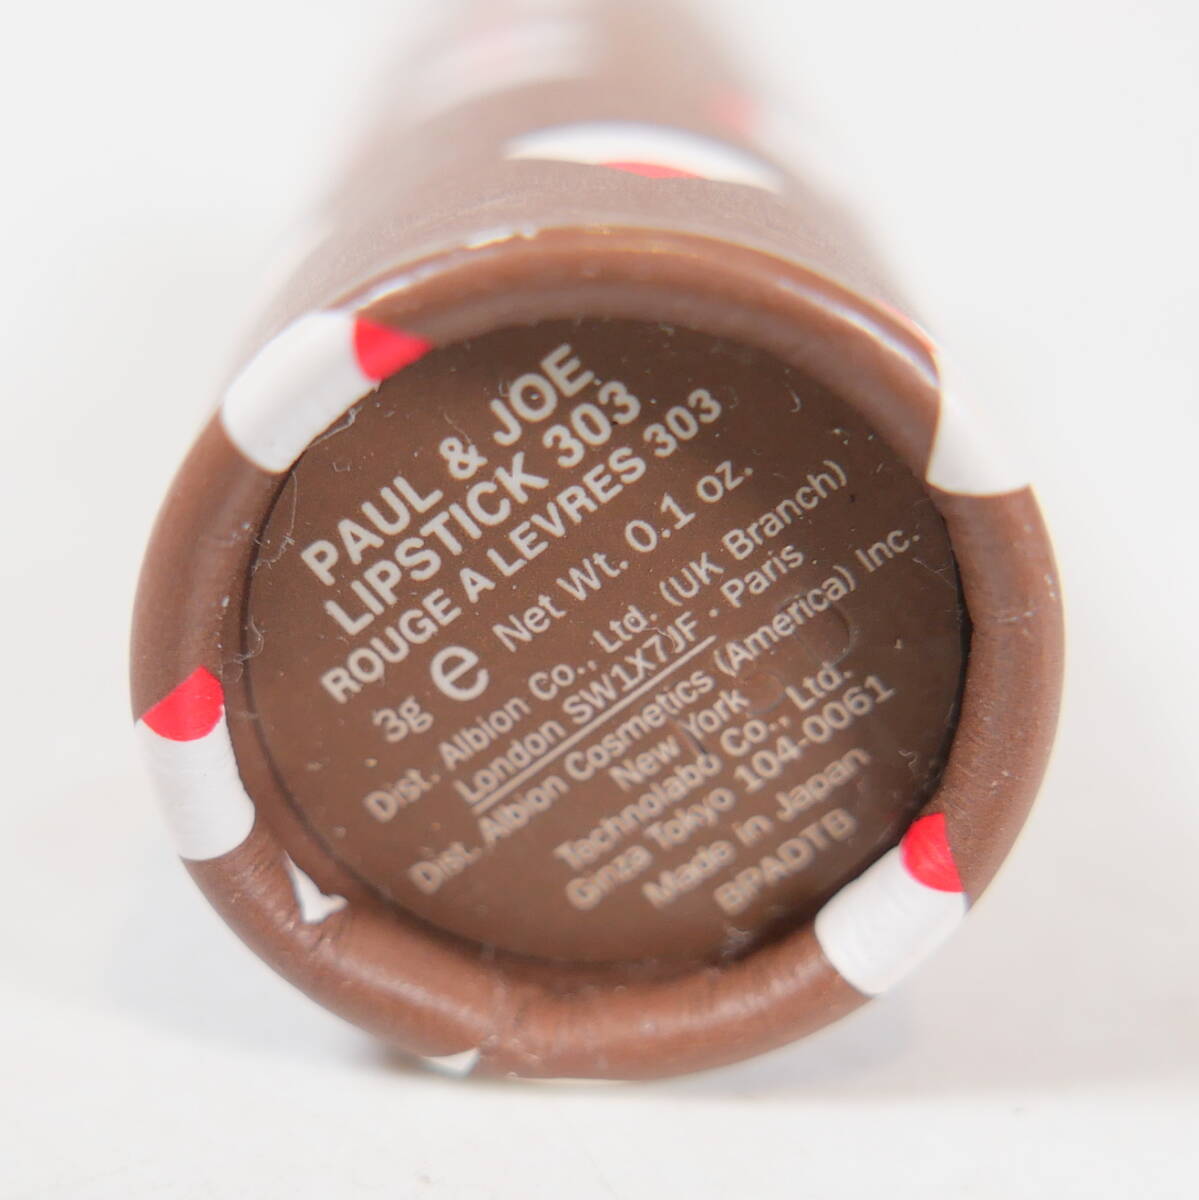 PAUL & JOE
LIPSTICK 303
ROUGE A LEVRES 303
3g e Net Wt. 0.1 oz.
Dist. Albion Co., Ltd. (UK Branch)
London SW1X7JF · Paris
Dist. Albion Cosmetics (America) Inc.
New York
Technolabo Co., Ltd.
Ginza Tokyo 104-0061
Made in Japan
BPADTB